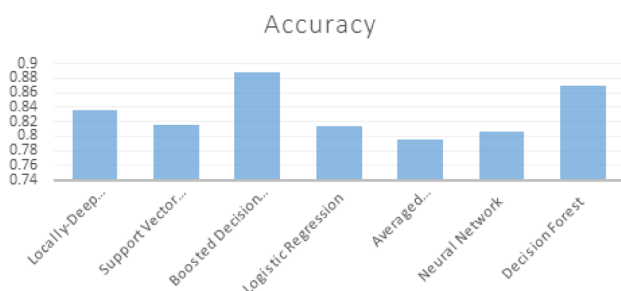 Accuracy
0.9
0.88
0.86
0.84
0.82
0.8
0.78
0.76
0.74
Locally-Deep...
Support Vector...
Boosted Decision...
Logistic Regression
Averaged...
Neural Network
Decision Forest